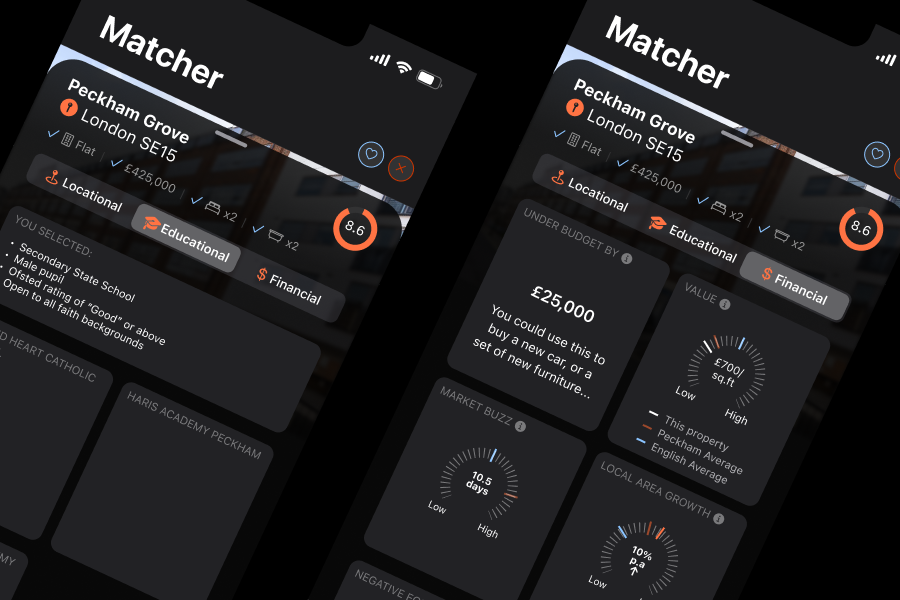 Matcher
Peckham Grove
London SE15
Flat
£425,000
x2
x2
8.6
Locational
Educational
Financial
YOU SELECTED:
• Secondary State School
• Male pupil
• Ofsted rating of "Good" or above
Open to all faith backgrounds
HEART CATHOLIC
HARIS ACADEMY PECKHAM
Matcher
Peckham Grove
London SE15
Flat
£425,000
x2
x2
8.6
Locational
Educational
Financial
UNDER BUDGET BY
£25,000
You could use this to
buy a new car, or a
set of new furniture...
VALUE
£700/
sq.ft
Low
High
This property
Peckham Average
English Average
MARKET BUZZ
10.5
days
Low
High
LOCAL AREA GROWTH
10%
p.a
Low
NEGATIVE